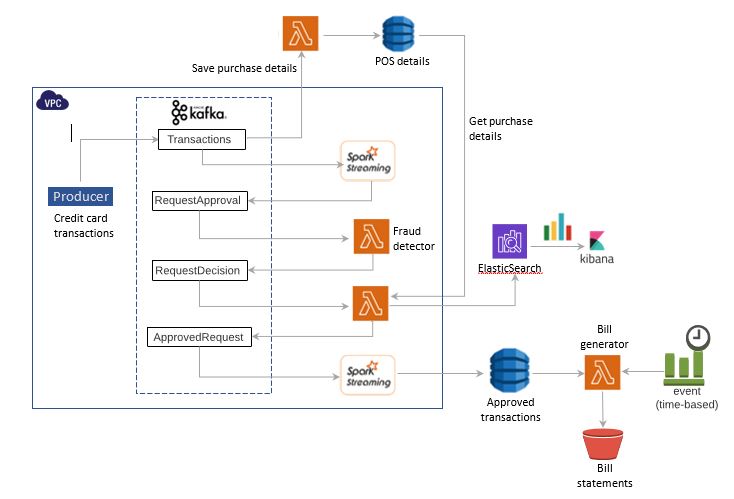 Save purchase details
POS details
VPC
APACHE
kafka
Transactions
Get purchase
details
Spark
Streaming
Producer
Credit card
transactions
RequestApproval
Fraud
detector
RequestDecision
ElasticSearch
kibana
ApprovedRequest
Bill
generator
Spark
Streaming
Approved
transactions
event
(time-based)
Bill
statements